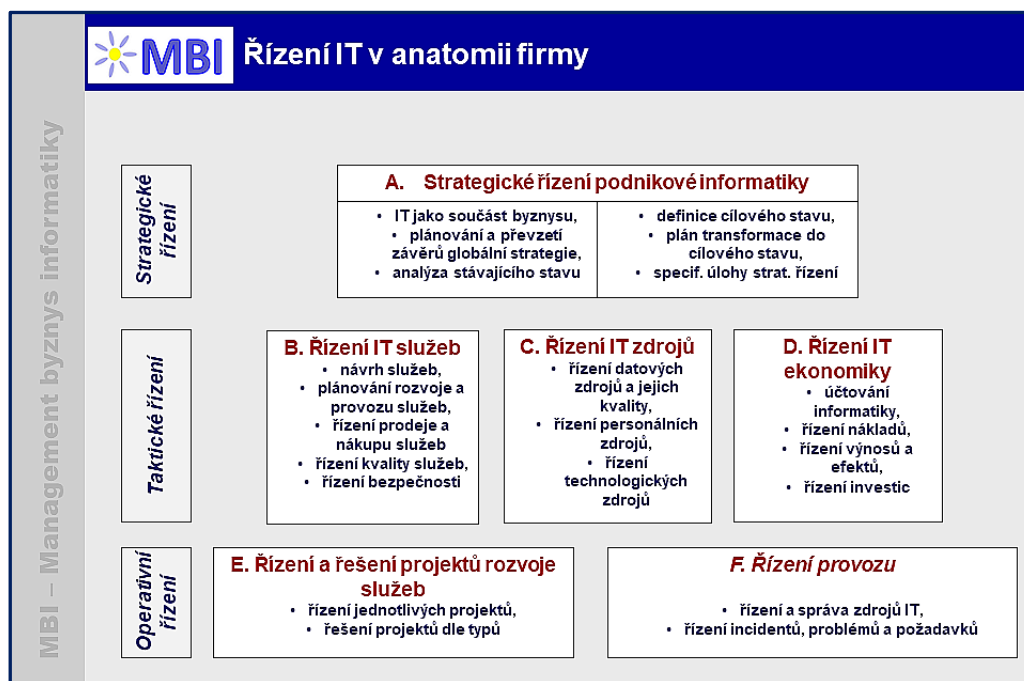 MBI Řízení IT v anatomii firmy
MBI – Management byznys informatiky
Strategické
řízení
A. Strategické řízení podnikové informatiky
• IT jako součást byznysu,
• plánování a převzetí
závěrů globální strategie,
• analýza stávajícího stavu
• definice cílového stavu,
• plán transformace do
cílového stavu,
• specif. úlohy strat. řízení
Taktické řízení
B. Řízení IT služeb
• návrh služeb,
• plánování rozvoje a
provozu služeb,
• řízení prodeje a
nákupu služeb
• řízení kvality služeb,
• řízení bezpečnosti
C. Řízení IT zdrojů
• řízení datových
zdrojů a jejich
kvality,
• řízení personálních
zdrojů,
• řízení
technologických
zdrojů
D. Řízení IT
ekonomiky
• účtování
informatiky,
• řízení nákladů,
• řízení výnosů a
efektů,
• řízení investic
Operativní
řízení
E. Řízení a řešení projektů rozvoje
služeb
• řízení jednotlivých projektů,
• řešení projektů dle typů
F. Řízení provozu
• řízení a správa zdrojů IT,
• řízení incidentů, problémů a požadavků